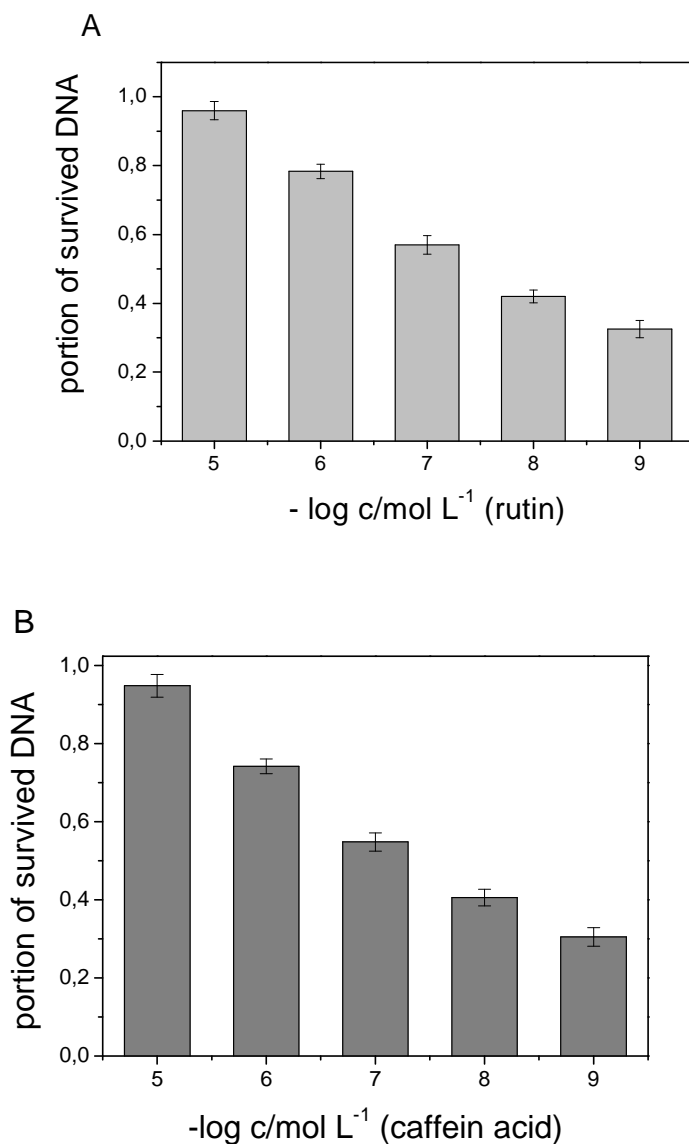 A
portion of survived DNA
1,0
0,8
0,6
0,4
0,2
0,0
5 6 7 8 9
- log c/mol L⁻¹ (rutin)
B
portion of survived DNA
1,0
0,8
0,6
0,4
0,2
0,0
5 6 7 8 9
-log c/mol L⁻¹ (caffein acid)